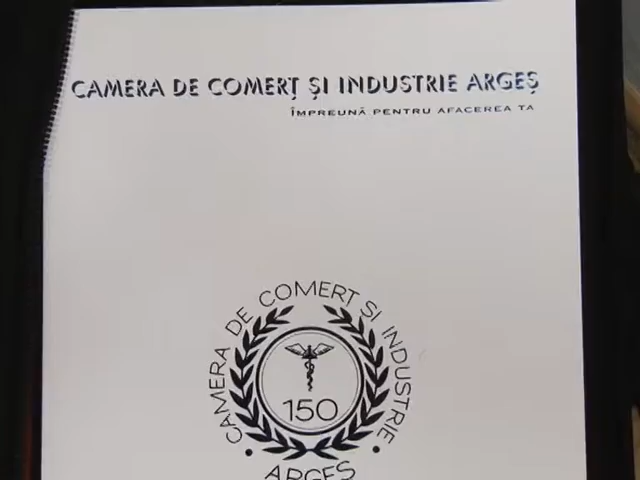 CAMERA DE COMERȚ ȘI INDUSTRIE ARGEȘ
ÎMPREUNĂ PENTRU AFACEREA TA
CAMERA DE COMERT SI INDUSTRIE
150
ARGES